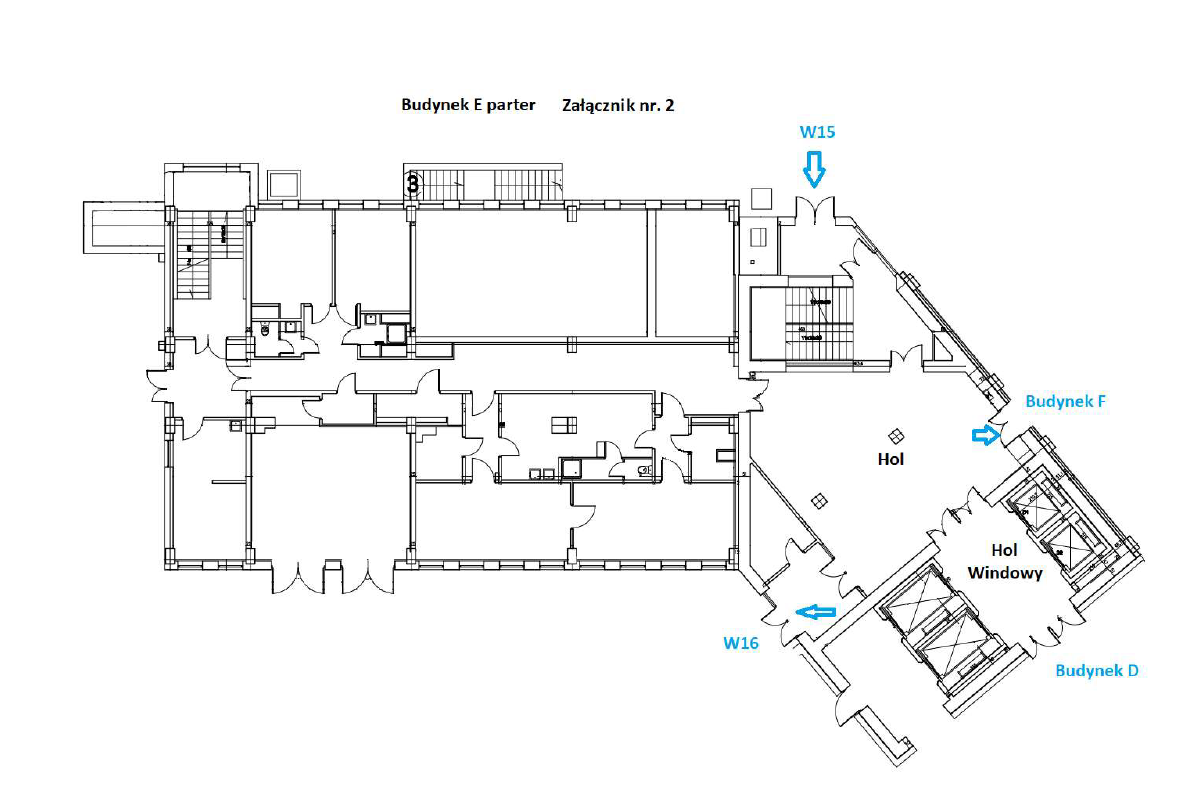 Budynek E parter Załącznik nr. 2
W15
3
Budynek F
Hol
Hol
Windowy
W16
Budynek D